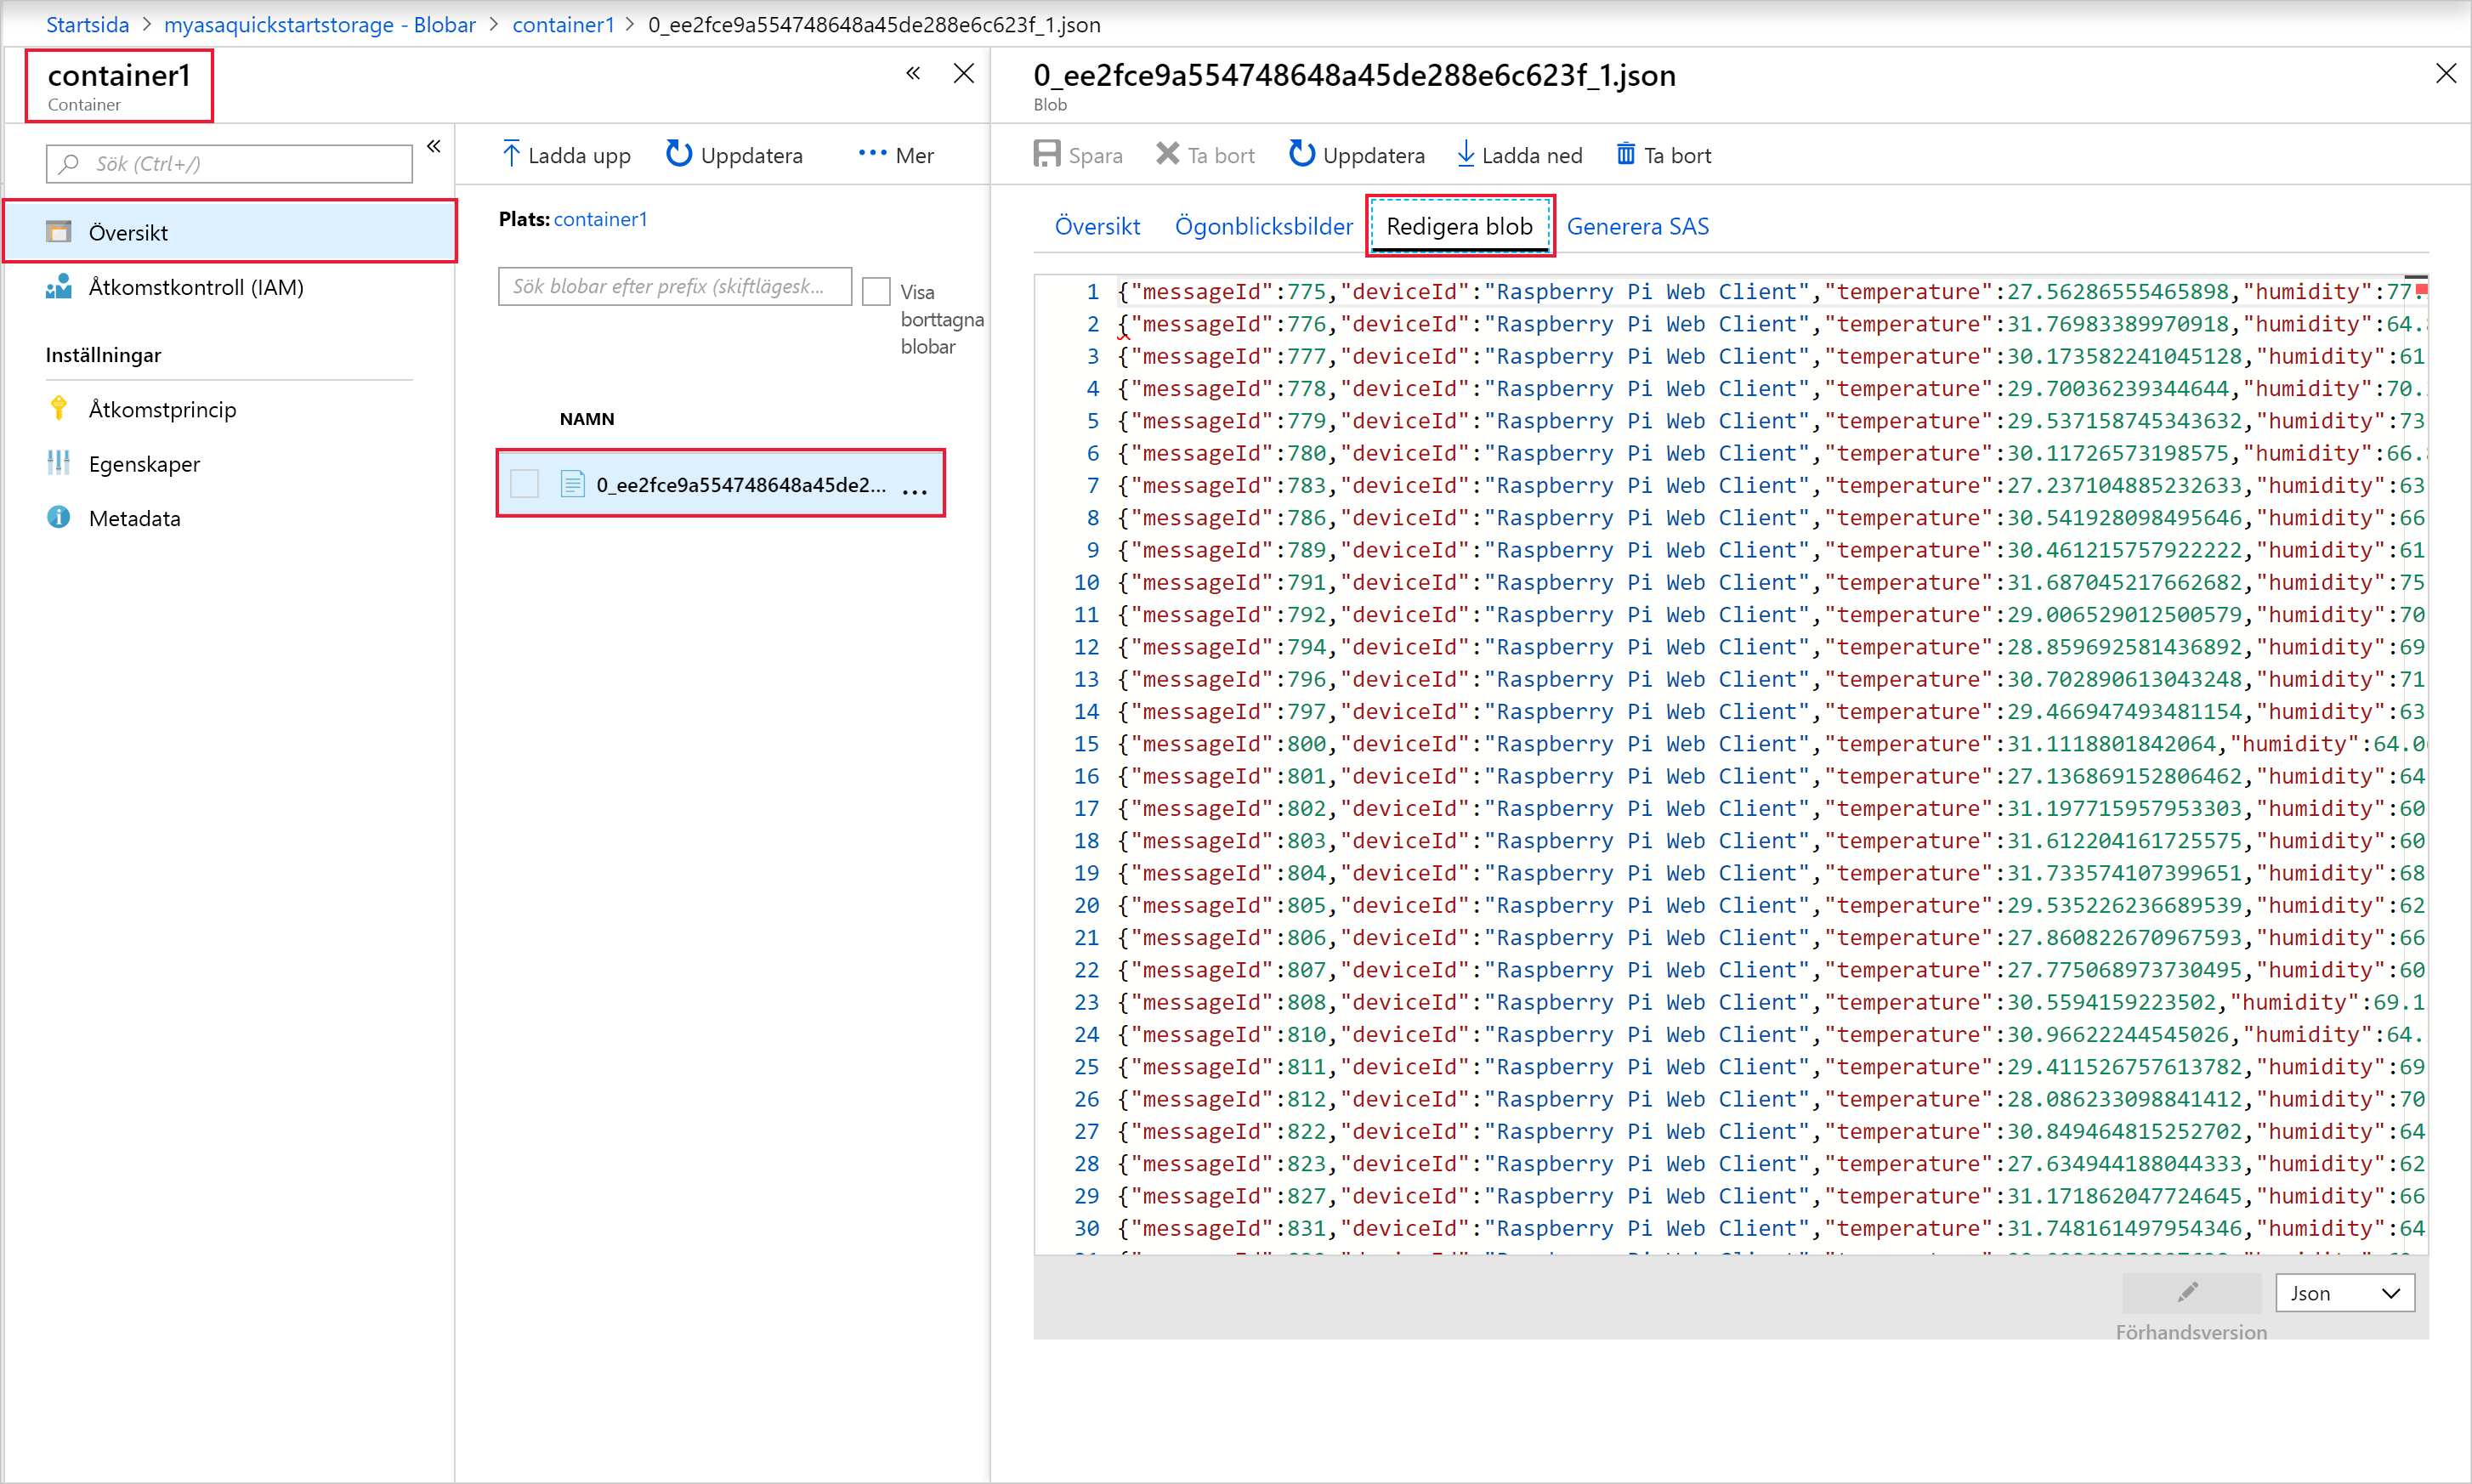 Startsida > myasaquickstartstorage - Blobar > container1 > 0_ee2fce9a554748648a45de288e6c623f_1.json
container1
Container
Sök (Ctrl+/)
Översikt
Åtkomstkontroll (IAM)
Inställningar
Åtkomstprincip
Egenskaper
Metadata
Ladda upp Uppdatera Mer
Plats: container1
Sök blobar efter prefix (skiftlägesk...
Visa
borttagna
blobar
NAMN
0_ee2fce9a554748648a45de2... ...
0_ee2fce9a554748648a45de288e6c623f_1.json
Blob
Spara Ta bort Uppdatera Ladda ned Ta bort
Översikt Ögonblicksbilder Redigera blob Generera SAS
1 {"messageId":775,"deviceId":"Raspberry Pi Web Client","temperature":27.56286555465898,"humidity":77.
2 {"messageId":776,"deviceId":"Raspberry Pi Web Client","temperature":31.76983389970918,"humidity":64.
3 {"messageId":777,"deviceId":"Raspberry Pi Web Client","temperature":30.173582241045128,"humidity":61
4 {"messageId":778,"deviceId":"Raspberry Pi Web Client","temperature":29.70036239344644,"humidity":70.
5 {"messageId":779,"deviceId":"Raspberry Pi Web Client","temperature":29.537158745343632,"humidity":73
6 {"messageId":780,"deviceId":"Raspberry Pi Web Client","temperature":30.11726573198575,"humidity":66.
7 {"messageId":783,"deviceId":"Raspberry Pi Web Client","temperature":27.237104885232633,"humidity":63
8 {"messageId":786,"deviceId":"Raspberry Pi Web Client","temperature":30.541928098495646,"humidity":66
9 {"messageId":789,"deviceId":"Raspberry Pi Web Client","temperature":30.461215757922222,"humidity":61
10 {"messageId":791,"deviceId":"Raspberry Pi Web Client","temperature":31.687045217662682,"humidity":75
11 {"messageId":792,"deviceId":"Raspberry Pi Web Client","temperature":29.0065290125​00579,"humidity":70
12 {"messageId":794,"deviceId":"Raspberry Pi Web Client","temperature":28.859692581436892,"humidity":69
13 {"messageId":796,"deviceId":"Raspberry Pi Web Client","temperature":30.702890613043248,"humidity":71
14 {"messageId":797,"deviceId":"Raspberry Pi Web Client","temperature":29.466947493481154,"humidity":63
15 {"messageId":800,"deviceId":"Raspberry Pi Web Client","temperature":31.1118801842064,"humidity":64.0
16 {"messageId":801,"deviceId":"Raspberry Pi Web Client","temperature":27.136869152806462,"humidity":64
17 {"messageId":802,"deviceId":"Raspberry Pi Web Client","temperature":31.197715957953303,"humidity":60
18 {"messageId":803,"deviceId":"Raspberry Pi Web Client","temperature":31.612204161725575,"humidity":60
19 {"messageId":804,"deviceId":"Raspberry Pi Web Client","temperature":31.733574107399651,"humidity":68
20 {"messageId":805,"deviceId":"Raspberry Pi Web Client","temperature":29.535226236689539,"humidity":62
21 {"messageId":806,"deviceId":"Raspberry Pi Web Client","temperature":27.860822670967593,"humidity":66
22 {"messageId":807,"deviceId":"Raspberry Pi Web Client","temperature":27.775068973730495,"humidity":60
23 {"messageId":808,"deviceId":"Raspberry Pi Web Client","temperature":30.5594159223502,"humidity":69.1
24 {"messageId":810,"deviceId":"Raspberry Pi Web Client","temperature":30.96622244545026,"humidity":64.
25 {"messageId":811,"deviceId":"Raspberry Pi Web Client","temperature":29.411526757613782,"humidity":69
26 {"messageId":812,"deviceId":"Raspberry Pi Web Client","temperature":28.086233098841412,"humidity":70
27 {"messageId":822,"deviceId":"Raspberry Pi Web Client","temperature":30.849464815252702,"humidity":64
28 {"messageId":823,"deviceId":"Raspberry Pi Web Client","temperature":27.634944188044333,"humidity":62
29 {"messageId":827,"deviceId":"Raspberry Pi Web Client","temperature":31.171862047724645,"humidity":66
30 {"messageId":831,"deviceId":"Raspberry Pi Web Client","temperature":31.748161497954346,"humidity":64
Json
Förhandsversion